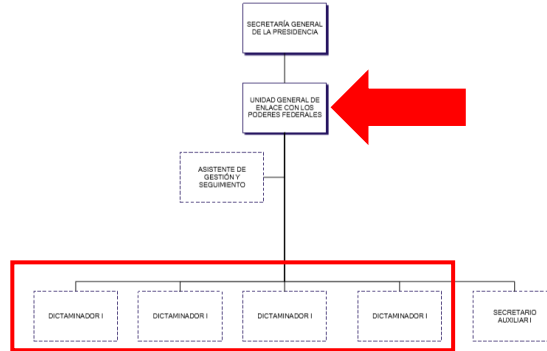 SECRETARÍA GENERAL
DE LA PRESIDENCIA
UNIDAD GENERAL DE
ENLACE CON LOS
PODERES FEDERALES
ASISTENTE DE
GESTIÓN Y
SEGUIMIENTO
DICTAMINADOR I
DICTAMINADOR I
DICTAMINADOR I
DICTAMINADOR I
SECRETARIO
AUXILIAR I